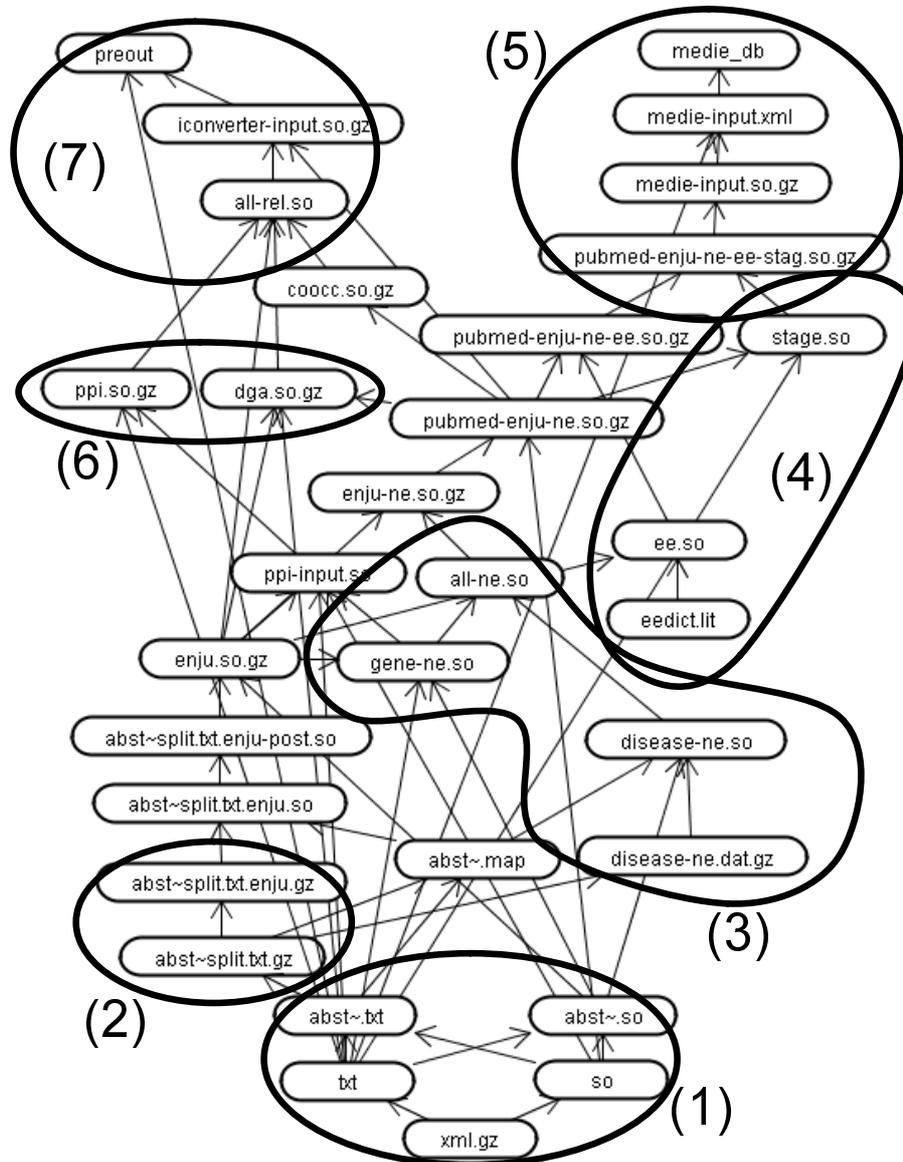 preout
(5)
medie_db
iconverter-input.so.gz
medie-input.xml
(7)
medie-input.so.gz
all-rel.so
pubmed-enju-ne-ee-stag.so.gz
coocc.so.gz
pubmed-enju-ne-ee.so.gz
stage.so
ppi.so.gz
dga.so.gz
pubmed-enju-ne.so.gz
(6)
(4)
enju-ne.so.gz
ee.so
ppi-input.so
all-ne.so
eedict.lit
enju.so.gz
gene-ne.so
abst~split.txt.enju-post.so
disease-ne.so
abst~split.txt.enju.so
abst~.map
disease-ne.dat.gz
abst~split.txt.enju.gz
(3)
abst~split.txt.gz
(2)
abst~.txt
abst~.so
txt
so
(1)
xml.gz